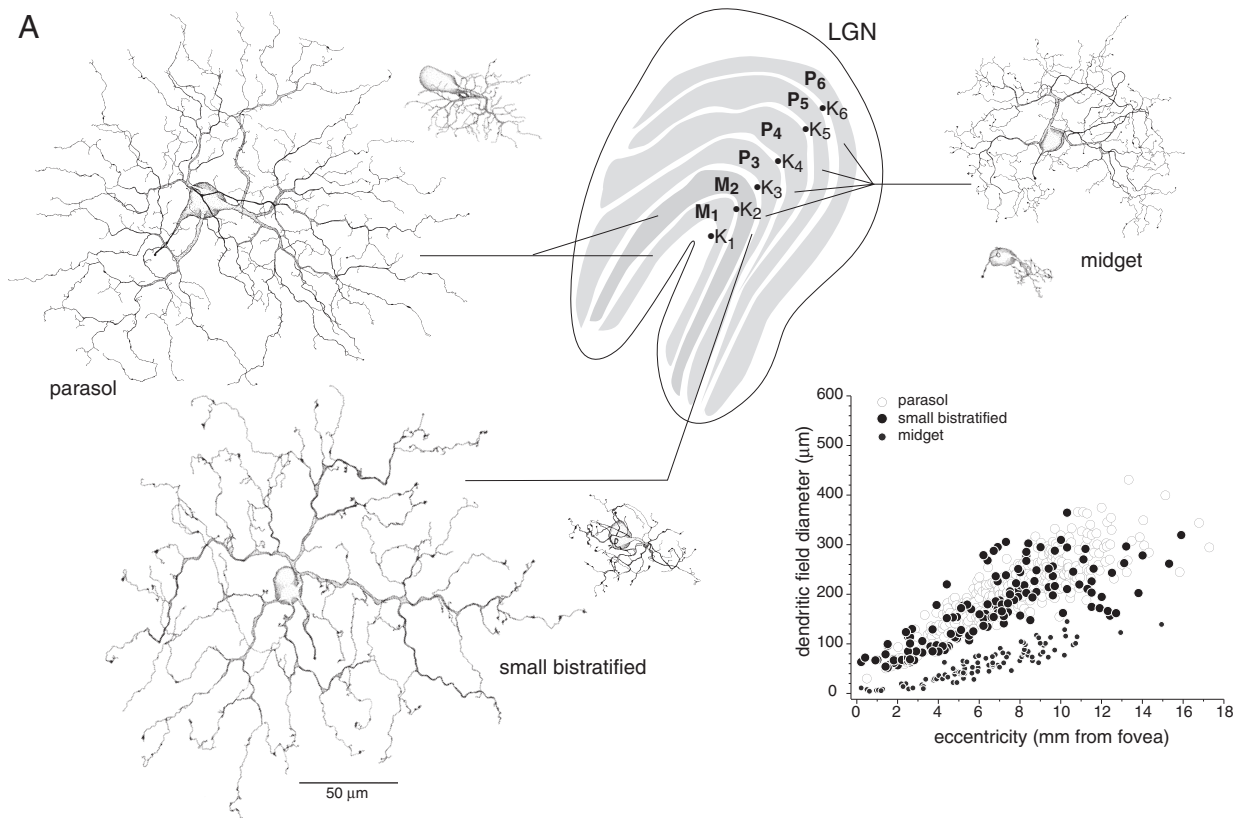 A
LGN
P6
P5
K6
P4
K5
P3
K4
M2
K3
M1
K2
K1
midget
parasol
small bistratified
50 μm
parasol
small bistratified
midget
dendritic field diameter (μm)
600
500
400
300
200
100
0
0 2 4 6 8 10 12 14 16 18
eccentricity (mm from fovea)